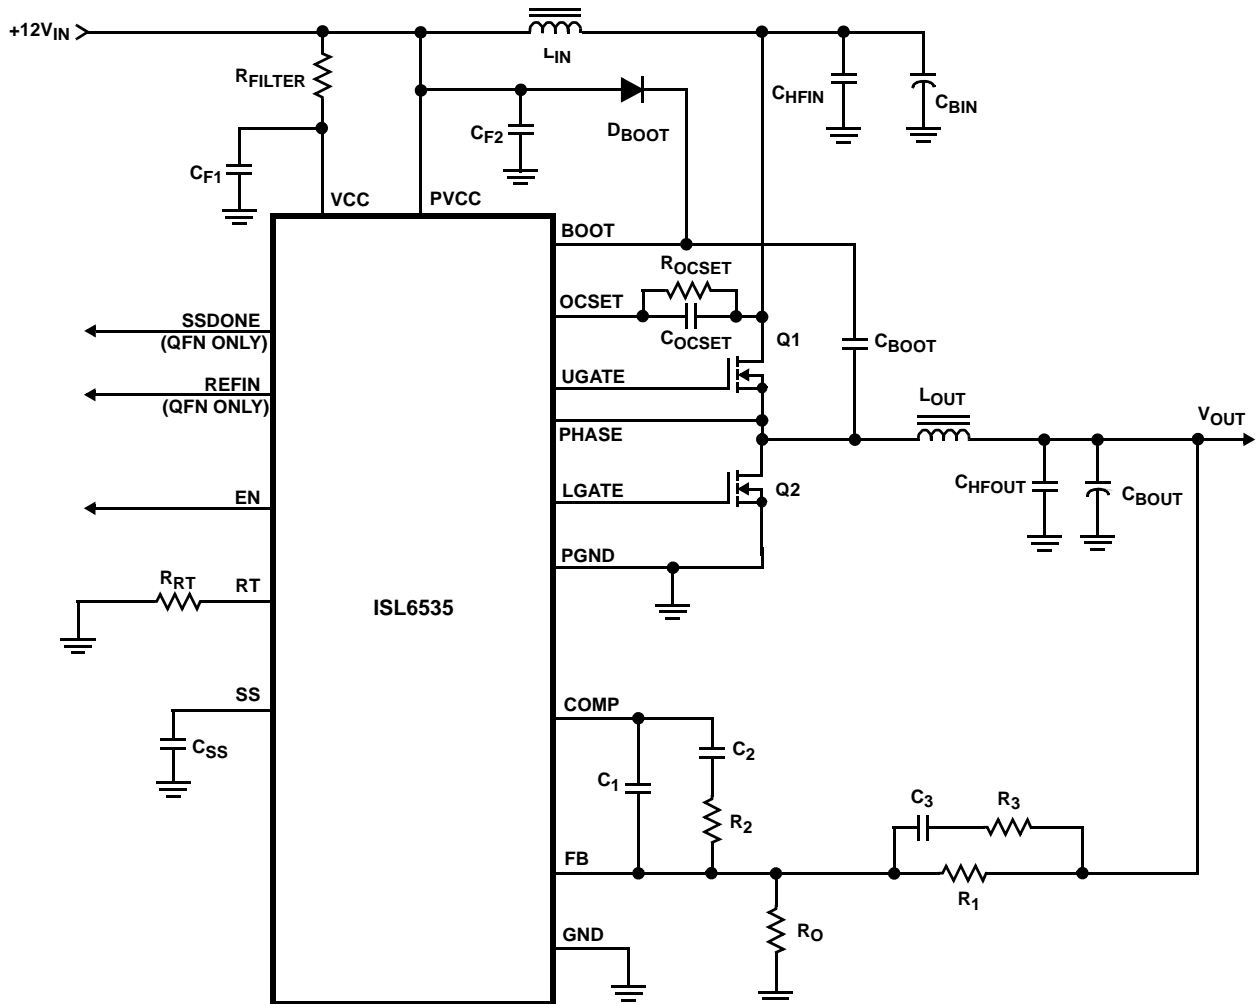 +12VIN
LIN
RFILTER
CHFIN
CBIN
CF2
DBOOT
CF1
VCC
PVCC
BOOT
ROCSET
OCSET
COCSET
Q1
CBOOT
SSDONE
(QFN ONLY)
REFIN
(QFN ONLY)
UGATE
LOUT
VOUT
PHASE
EN
LGATE
Q2
CHFOUT
CBOUT
PGND
RRT
RT
ISL6535
SS
CSS
COMP
C2
C1
R2
C3
R3
FB
R1
RO
GND